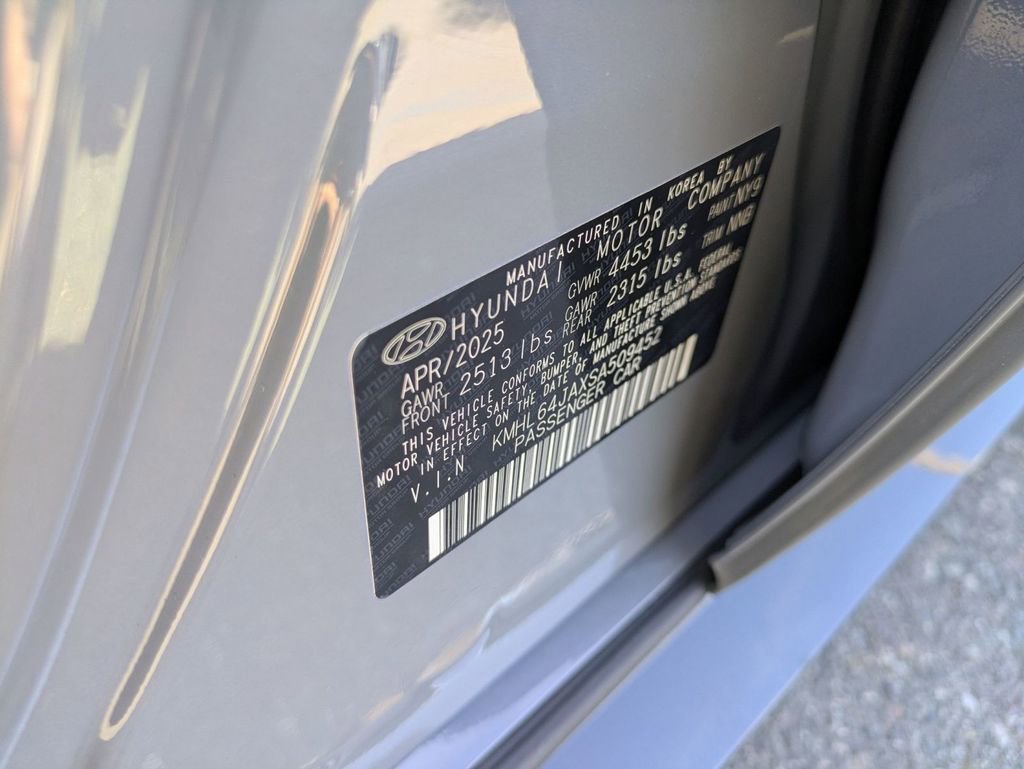 MANUFACTURED IN KOREA BY
HYUNDAI MOTOR COMPANY
APR/2025 GVWR 4453 lbs PAINT NY9
GAWR FRONT 2513 lbs GAWR REAR 2315 lbs TRIM NNB
THIS VEHICLE CONFORMS TO ALL APPLICABLE U.S.A. FEDERAL
MOTOR VEHICLE SAFETY, BUMPER, AND THEFT PREVENTION STANDARDS
IN EFFECT ON THE DATE OF MANUFACTURE SHOWN ABOVE
V.I.N KMHL64JAXSA509452
PASSENGER CAR